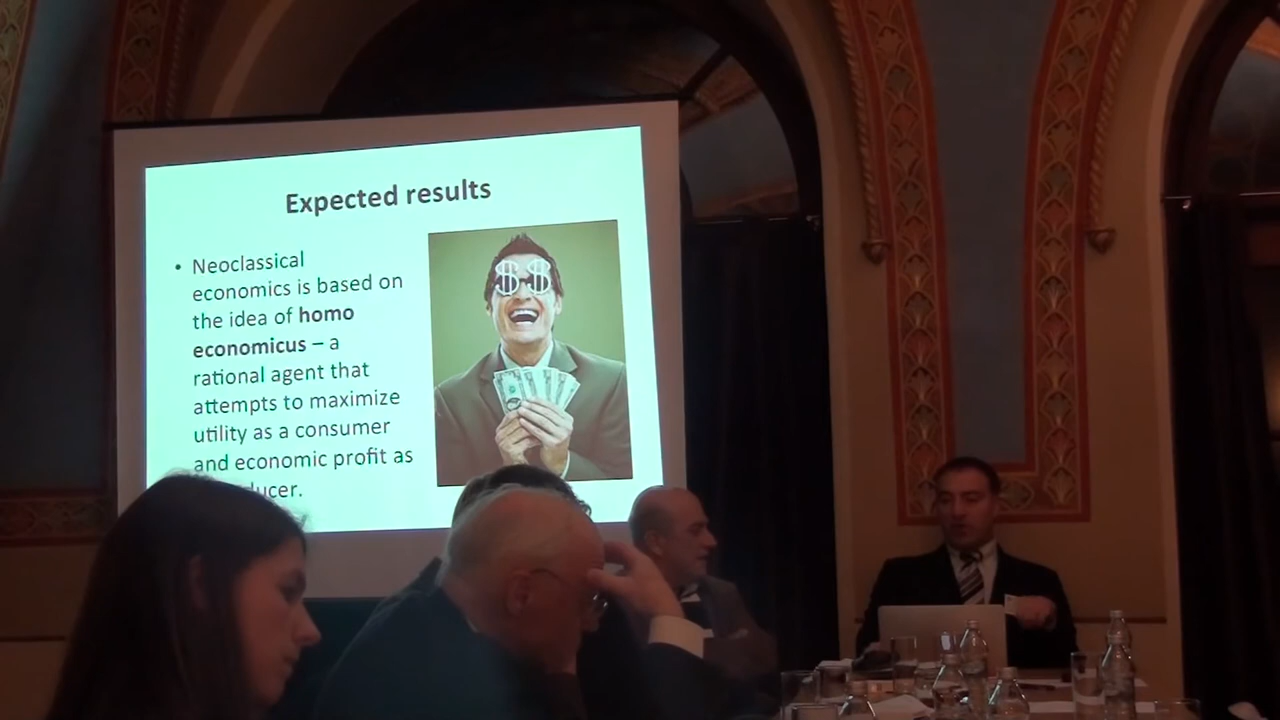 Expected results
• Neoclassical
economics is based on
the idea of homo
economicus – a
rational agent that
attempts to maximize
utility as a consumer
and economic profit as
$ $